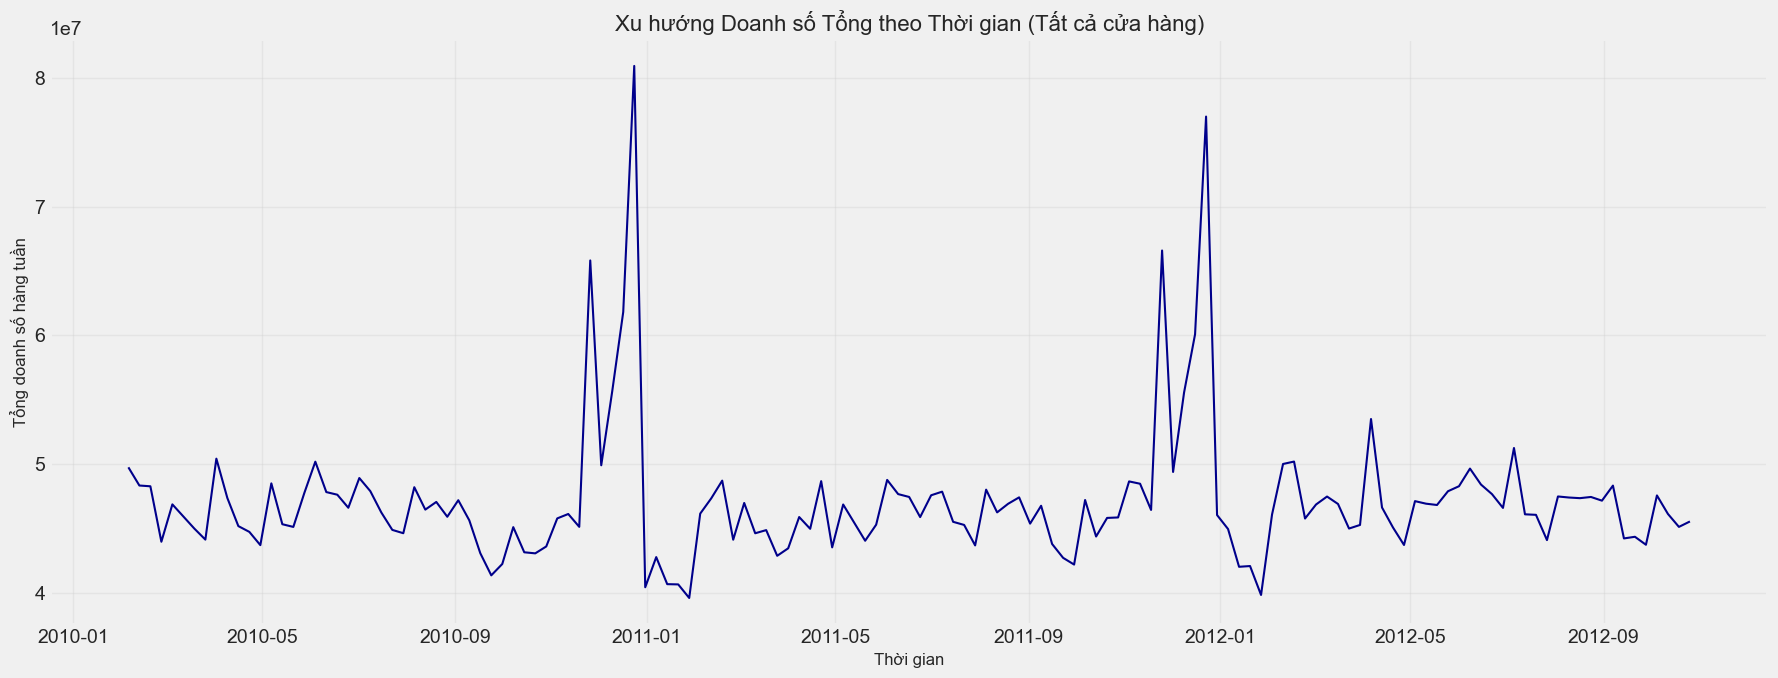 Xu hướng Doanh số Tổng theo Thời gian (Tất cả cửa hàng)
1e7
8
7
6
5
4
Tổng doanh số hàng tuần
2010-01 2010-05 2010-09 2011-01 2011-05 2011-09 2012-01 2012-05 2012-09
Thời gian